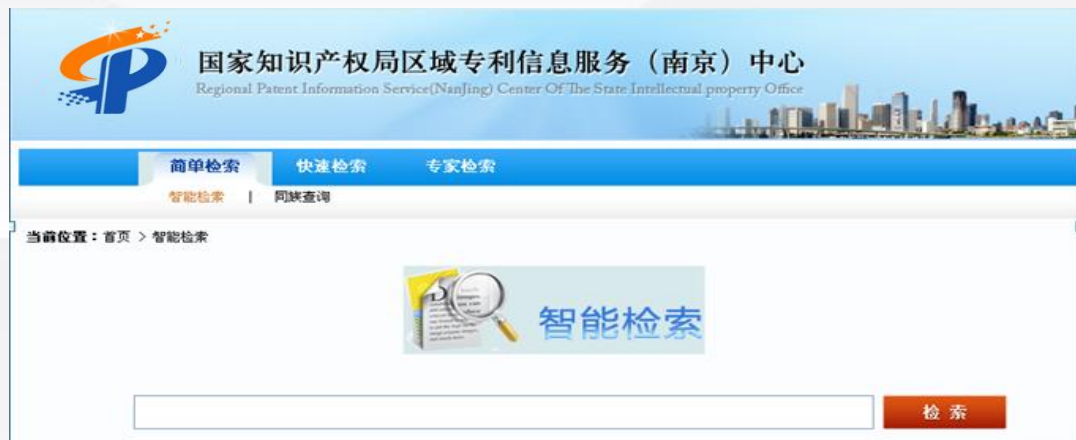 国家知识产权局区域专利信息服务（南京）中心
Regional Patent Information Service(NanJing) Center Of The State Intellectual property Office
简单检索 快速检索 专家检索
智能检索 | 同族查询
当前位置：首页 > 智能检索
智能检索
检 索